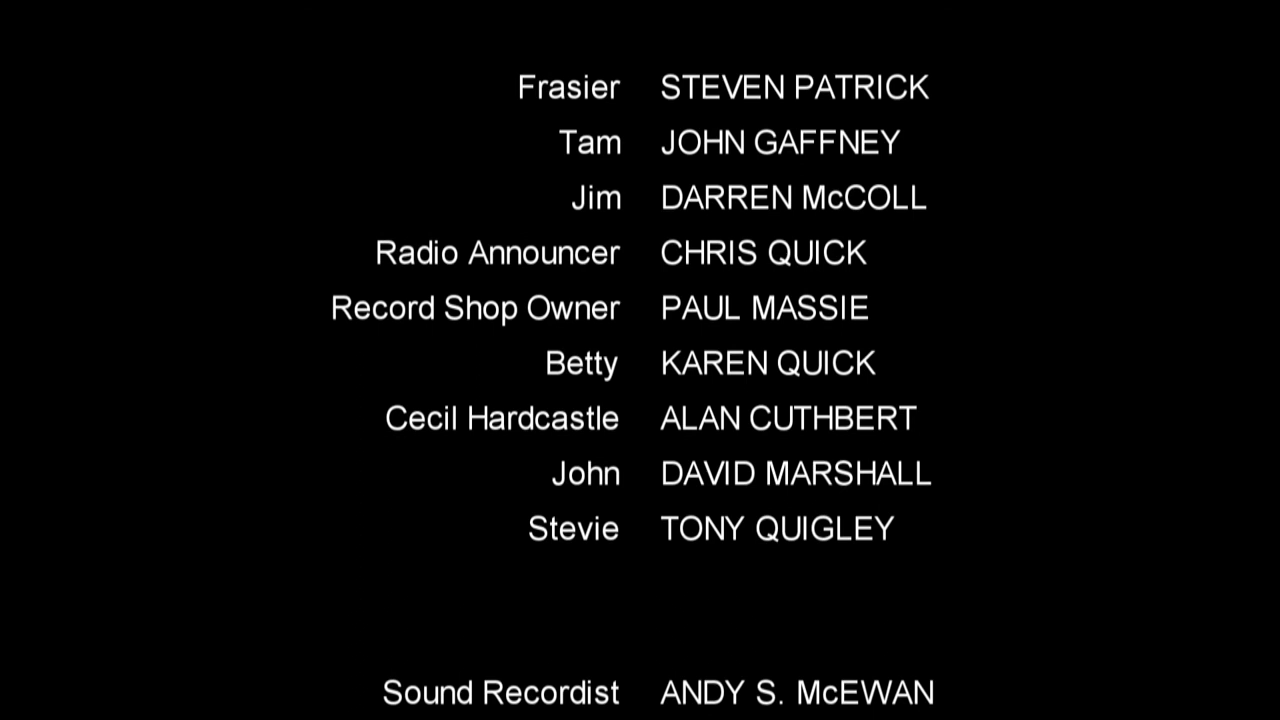 Frasier STEVEN PATRICK
Tam JOHN GAFFNEY
Jim DARREN McCOLL
Radio Announcer CHRIS QUICK
Record Shop Owner PAUL MASSIE
Betty KAREN QUICK
Cecil Hardcastle ALAN CUTHBERT
John DAVID MARSHALL
Stevie TONY QUIGLEY
Sound Recordist ANDY S. McEWAN